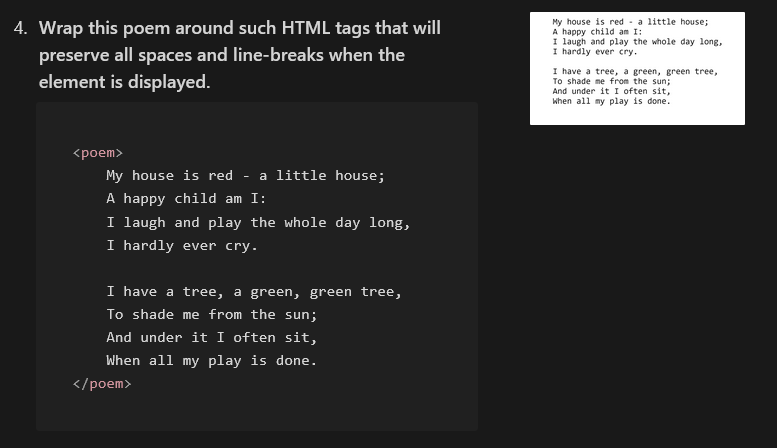 4. Wrap this poem around such HTML tags that will
preserve all spaces and line-breaks when the
element is displayed.
<poem>
My house is red - a little house;
A happy child am I:
I laugh and play the whole day long,
I hardly ever cry.
I have a tree, a green, green tree,
To shade me from the sun;
And under it I often sit,
When all my play is done.
</poem>
My house is red - a little house;
A happy child am I:
I laugh and play the whole day long,
I hardly ever cry.
I have a tree, a green, green tree,
To shade me from the sun;
And under it I often sit,
When all my play is done.